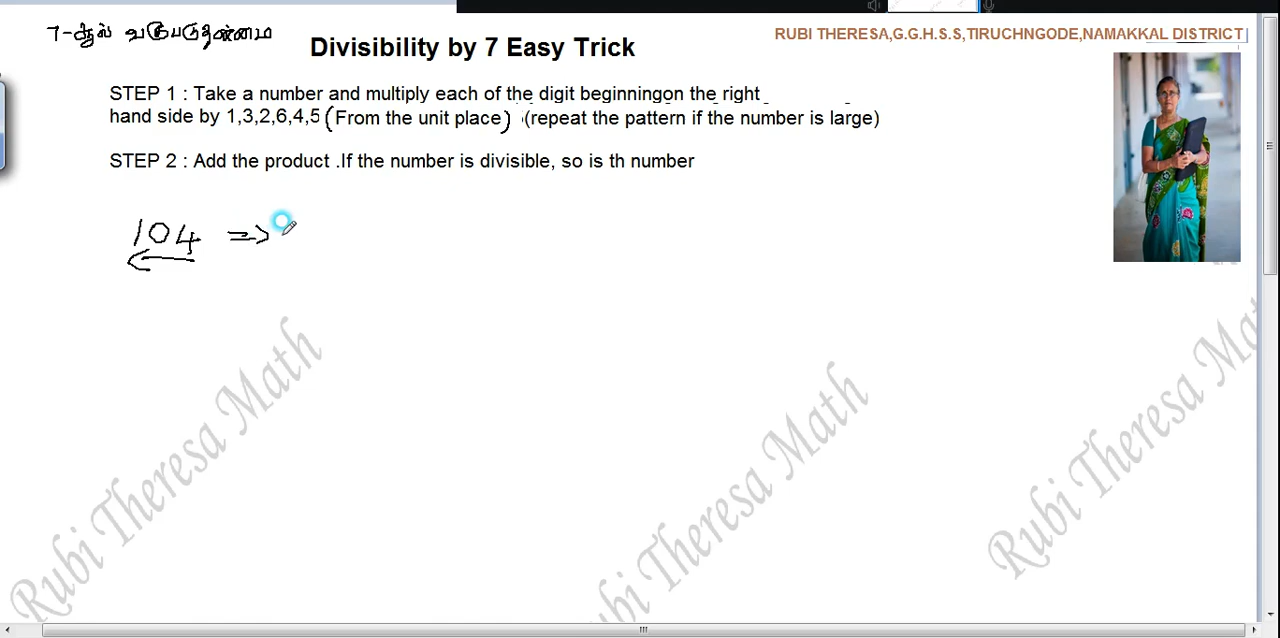 7-ஆல் வகுபடுதன்மை
Divisibility by 7 Easy Trick
RUBI THERESA,G.G.H.S.S,TIRUCHNGODE,NAMAKKAL DISTRICT
STEP 1 : Take a number and multiply each of the digit beginningon the right
hand side by 1,3,2,6,4,5 (From the unit place) (repeat the pattern if the number is large)
STEP 2 : Add the product .If the number is divisible, so is th number
104 =>
Rubi Theresa Math
Rubi Theresa Math
Rubi Theresa Mat